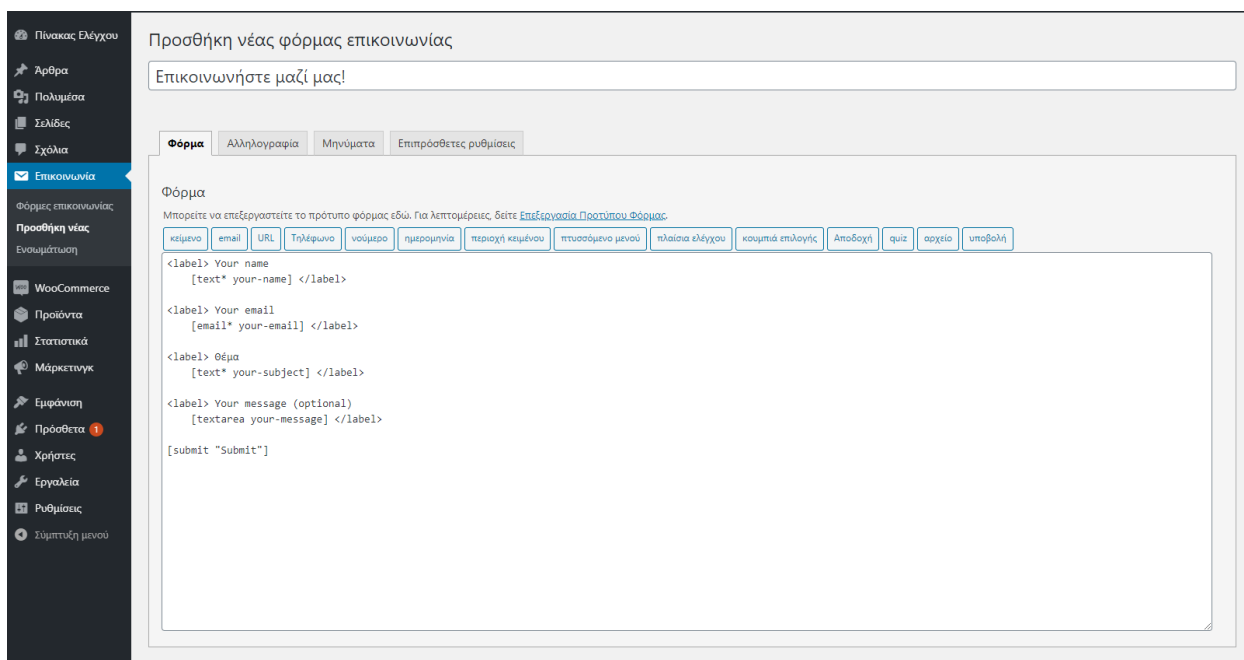 Πίνακας Ελέγχου
Άρθρα
Πολυμέσα
Σελίδες
Σχόλια
Επικοινωνία
Φόρμες επικοινωνίας
Προσθήκη νέας
Ενσωμάτωση
WooCommerce
Προϊόντα
Στατιστικά
Μάρκετινγκ
Εμφάνιση
Πρόσθετα 1
Χρήστες
Εργαλεία
Ρυθμίσεις
Σύμπτυξη μενού
Προσθήκη νέας φόρμας επικοινωνίας
Επικοινωνήστε μαζί μας!
Φόρμα Αλληλογραφία Μηνύματα Επιπρόσθετες ρυθμίσεις
Φόρμα
Μπορείτε να επεξεργαστείτε το πρότυπο φόρμας εδώ. Για λεπτομέρειες, δείτε Επεξεργασία Προτύπου Φόρμας.
κείμενο email URL Τηλέφωνο νούμερο ημερομηνία περιοχή κειμένου πτυσσόμενο μενού πλαίσια ελέγχου κουμπιά επιλογής Αποδοχή quiz αρχείο υποβολή
<label> Your name
[text* your-name] </label>
<label> Your email
[email* your-email] </label>
<label> Θέμα
[text* your-subject] </label>
<label> Your message (optional)
[textarea your-message] </label>
[submit "Submit"]